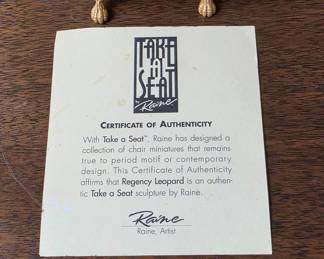 TAKE
A
SEAT
by Raine
CERTIFICATE OF AUTHENTICITY
With Take a Seat™, Raine has designed a
collection of chair miniatures that remains
true to period motif or contemporary
design. This Certificate of Authenticity
affirms that Regency Leopard is an authen-
tic Take a Seat sculpture by Raine.
Raine
Raine, Artist